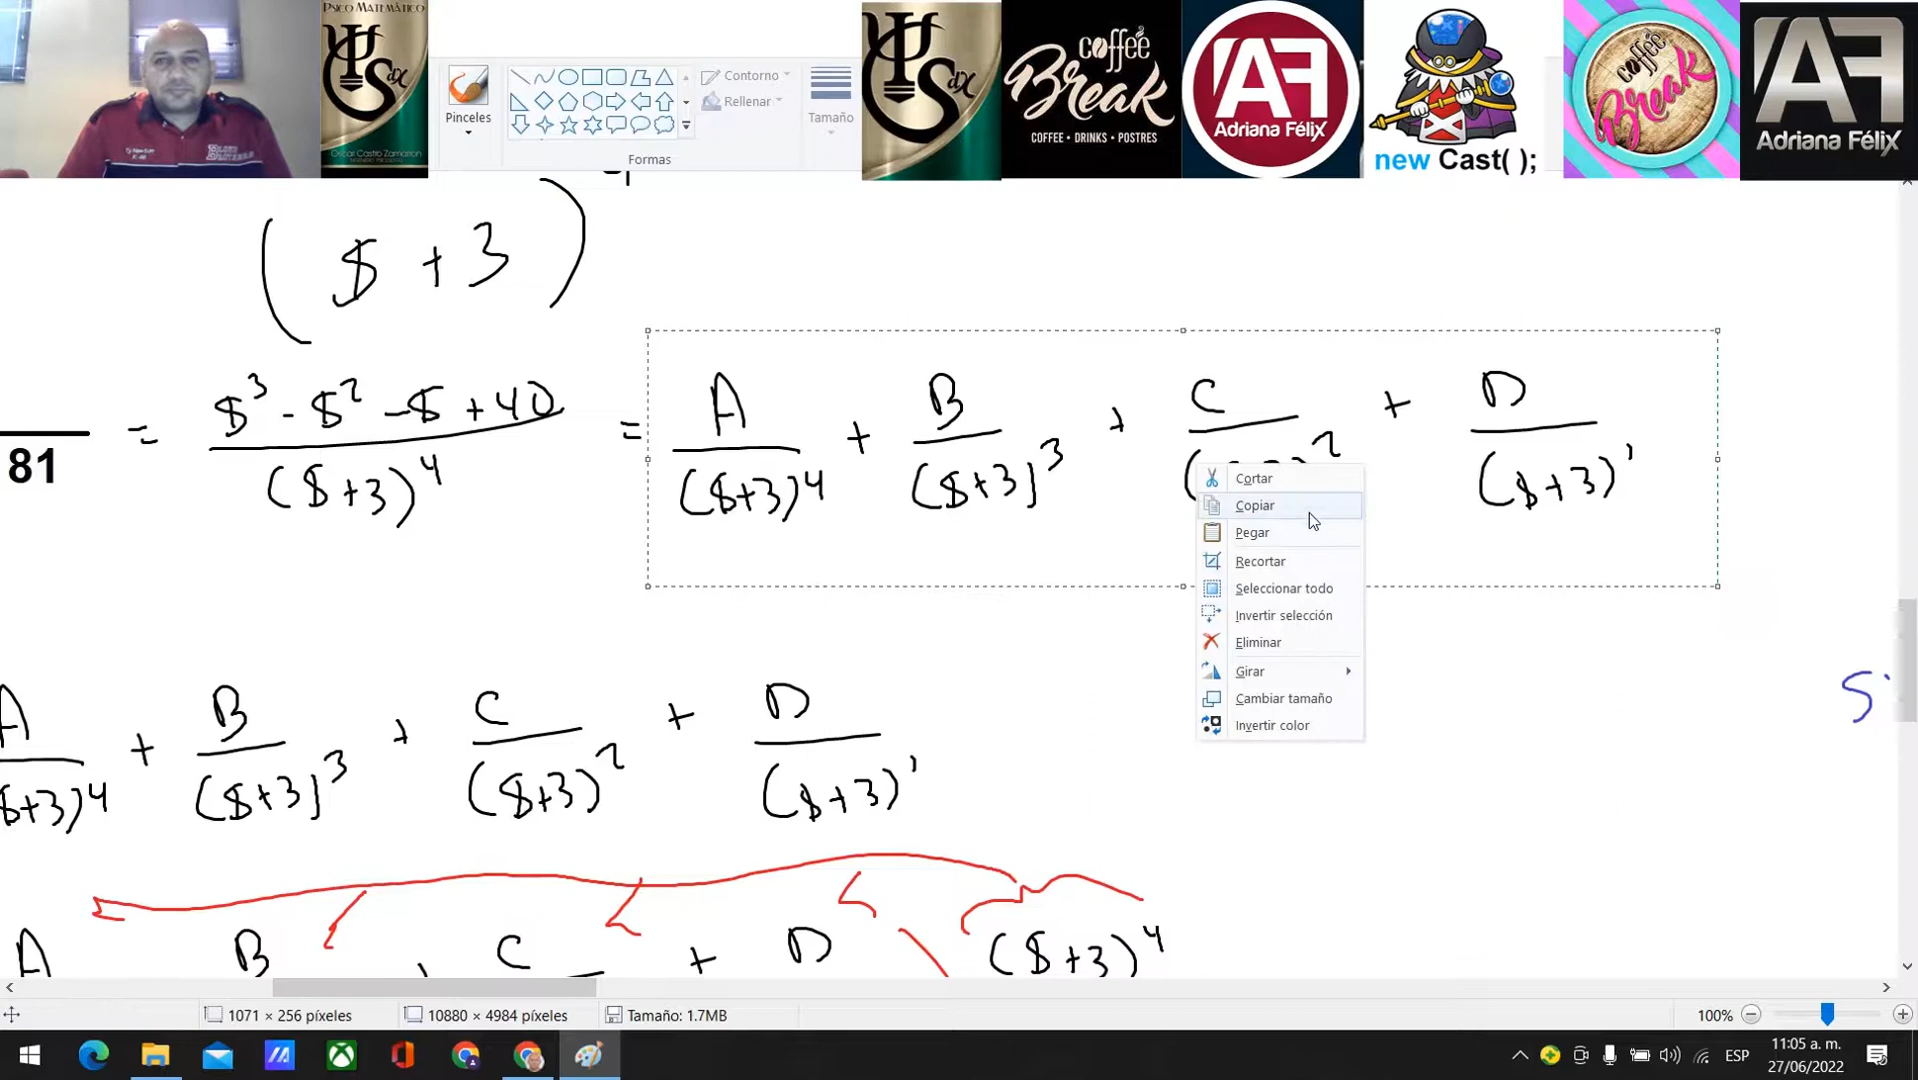 PSICO MATEMÁTICO
Oscar Castro Zamarron
Pinceles
Contorno
Rellenar
Formas
Tamaño
coffee
Break
COFFEE • DRINKS • POSTRES
AF
Adriana Félix
new Cast( );
coffee
Break
AF
Adriana Félix
($ + 3)
81
= $³ - $² - $ + 40 / ($+3)⁴ = A / ($+3)⁴ + B / ($+3]³ + C / ² + D / ($+3)¹
Cortar
Copiar
Pegar
Recortar
Seleccionar todo
Invertir selección
Eliminar
Girar
Cambiar tamaño
Invertir color
A / $+3)⁴ + B / ($+3]³ + C / ($+3)² + D / ($+3)¹
A B + C + D ($+3)⁴
1071 × 256 píxeles
10880 × 4984 píxeles
Tamaño: 1.7MB
100%
ESP
11:05 a. m.
27/06/2022